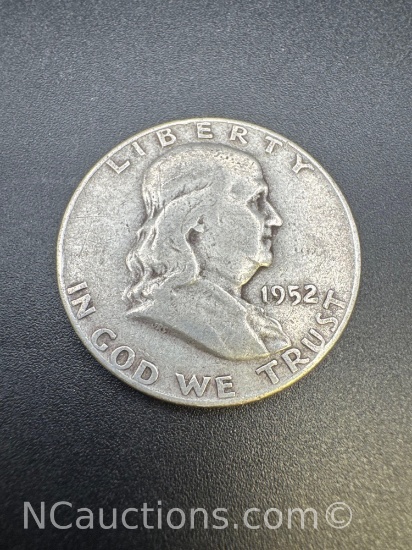 LIBERTY
1952
IN GOD WE TRUST
NCauctions.com©